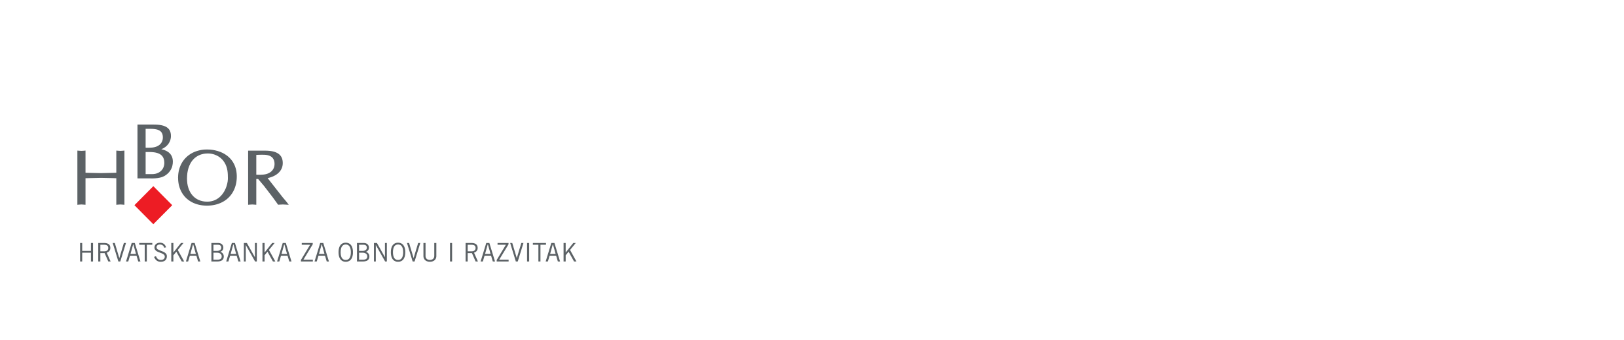 HBOR
HRVATSKA BANKA ZA OBNOVU I RAZVITAK